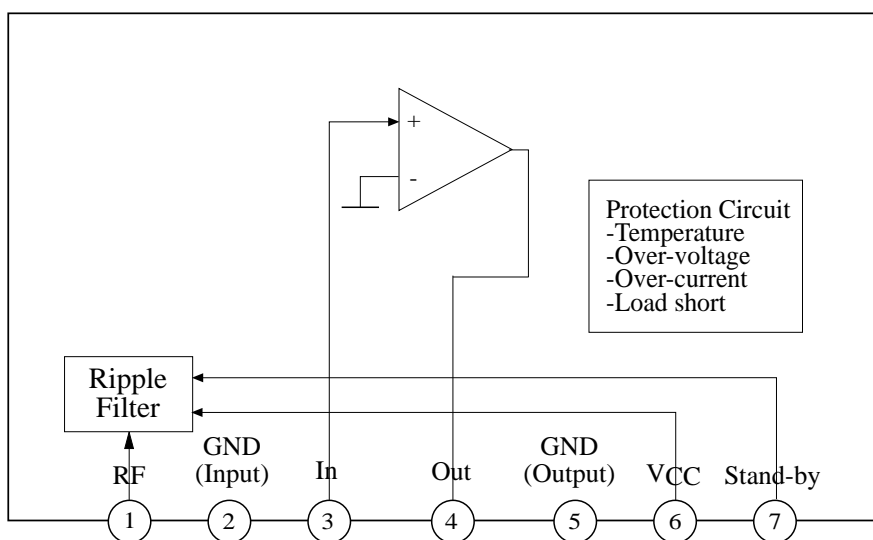 +
-
Protection Circuit
-Temperature
-Over-voltage
-Over-current
-Load short
Ripple
Filter
RF
GND
(Input)
In
Out
GND
(Output)
VCC
Stand-by
1
2
3
4
5
6
7